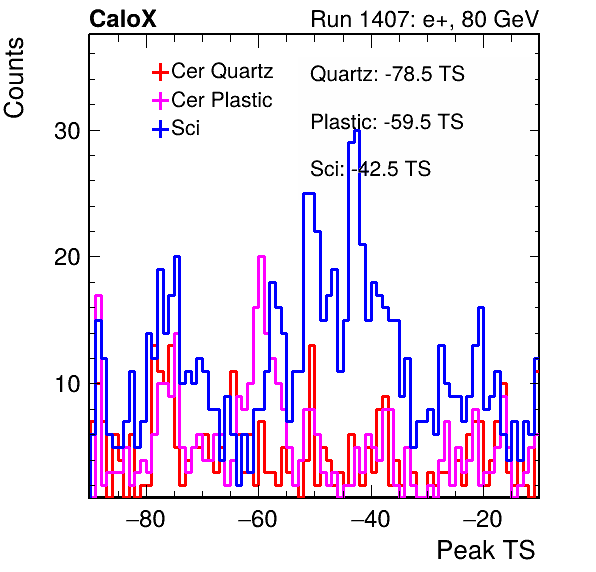 CaloX Run 1407: e+, 80 GeV
Counts
Cer Quartz
Cer Plastic
Sci
Quartz: -78.5 TS
Plastic: -59.5 TS
Sci: -42.5 TS
30
20
10
−80 −60 −40 −20
Peak TS